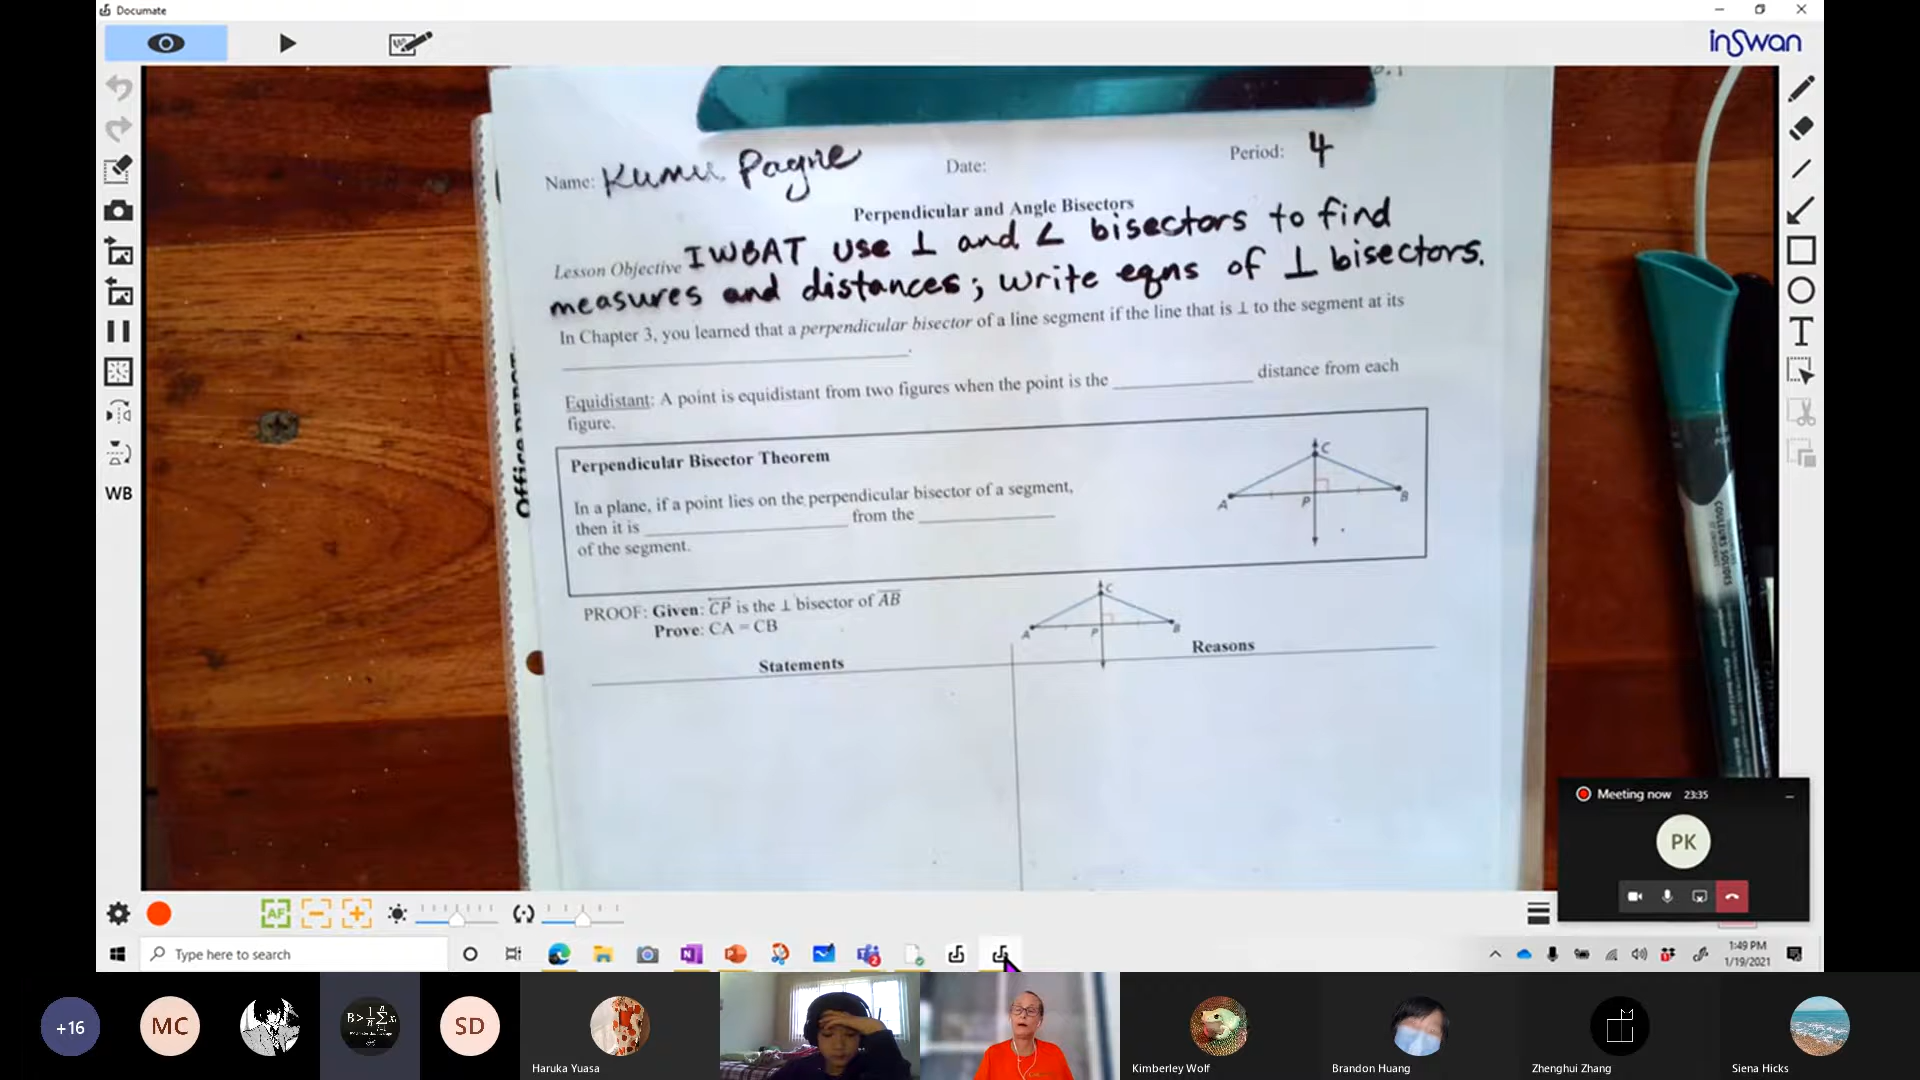 Documate
inswan
Name: Kumu Payne Date: Period: 4
Perpendicular and Angle Bisectors
Lesson Objective IWBAT use ⊥ and ∠ bisectors to find
measures and distances; write eqns of ⊥ bisectors.
In Chapter 3, you learned that a perpendicular bisector of a line segment if the line that is ⊥ to the segment at its
.
Equidistant: A point is equidistant from two figures when the point is the distance from each
figure.
Perpendicular Bisector Theorem
In a plane, if a point lies on the perpendicular bisector of a segment,
then it is from the
of the segment.
C
A P B
PROOF: Given: CP is the ⊥ bisector of AB
Prove: CA = CB
C
A P B
Statements Reasons
WB
T
COULEURS SOLIDES
Meeting now 23:35
PK
AF
Type here to search
1:49 PM
1/19/2021
+16
MC
SD
Haruka Yuasa
Kimberley Wolf
Brandon Huang
Zhenghui Zhang
Siena Hicks